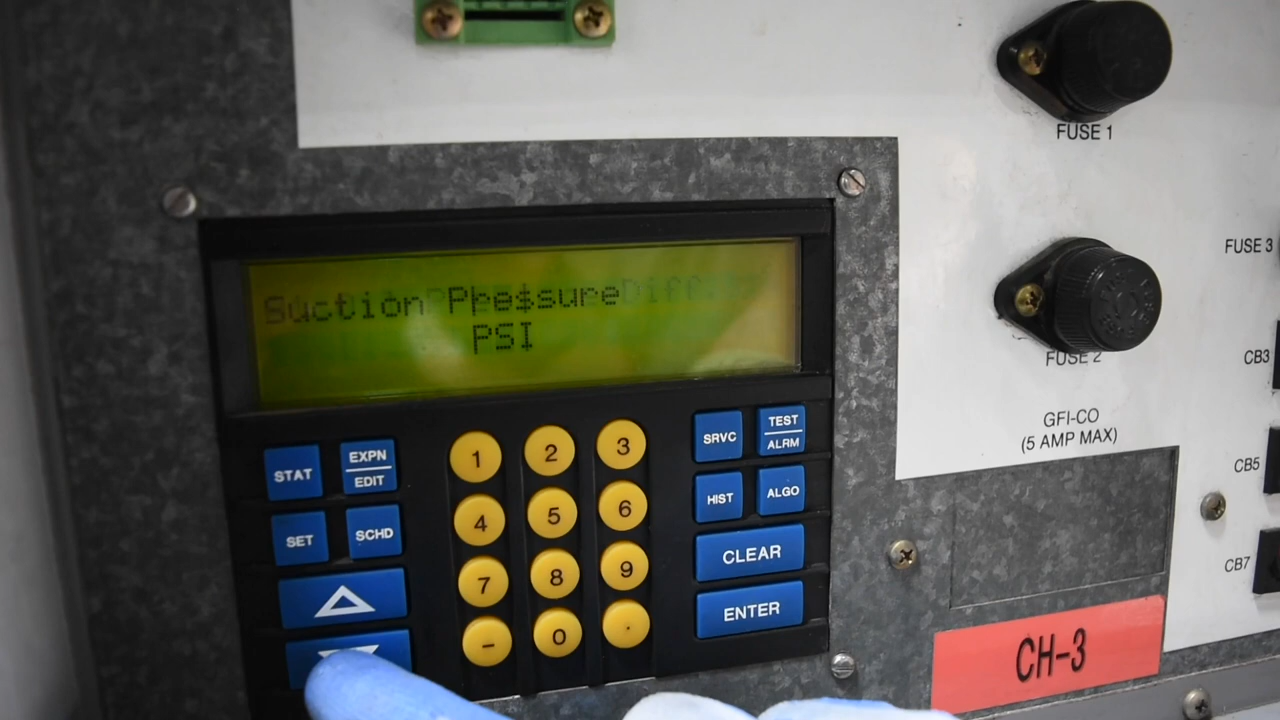 FUSE 1
FUSE 3
FUSE 2
CB3
GFI-CO
(5 AMP MAX)
CB5
CB7
CH-3
Suction Pressure
PSI
STAT
EXPN
EDIT
1
2
3
SRVC
TEST
ALRM
SET
SCHD
4
5
6
HIST
ALGO
7
8
9
CLEAR
-
0
.
ENTER